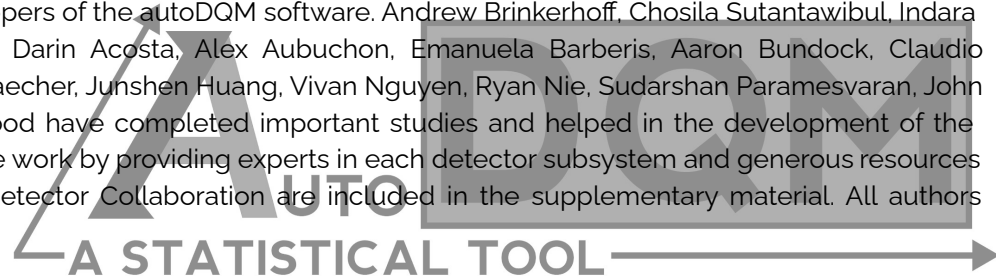 pers of the autoDQM software. Andrew Brinkerhoff, Chosila Sutantawibul, Indara
Darin Acosta, Alex Aubuchon, Emanuela Barberis, Aaron Bundock, Claudio
aecher, Junshen Huang, Vivan Nguyen, Ryan Nie, Sudarshan Paramesvaran, John
ood have completed important studies and helped in the development of the
e work by providing experts in each detector subsystem and generous resources
etector Collaboration are included in the supplementary material. All authors
AUTO DQM
A STATISTICAL TOOL